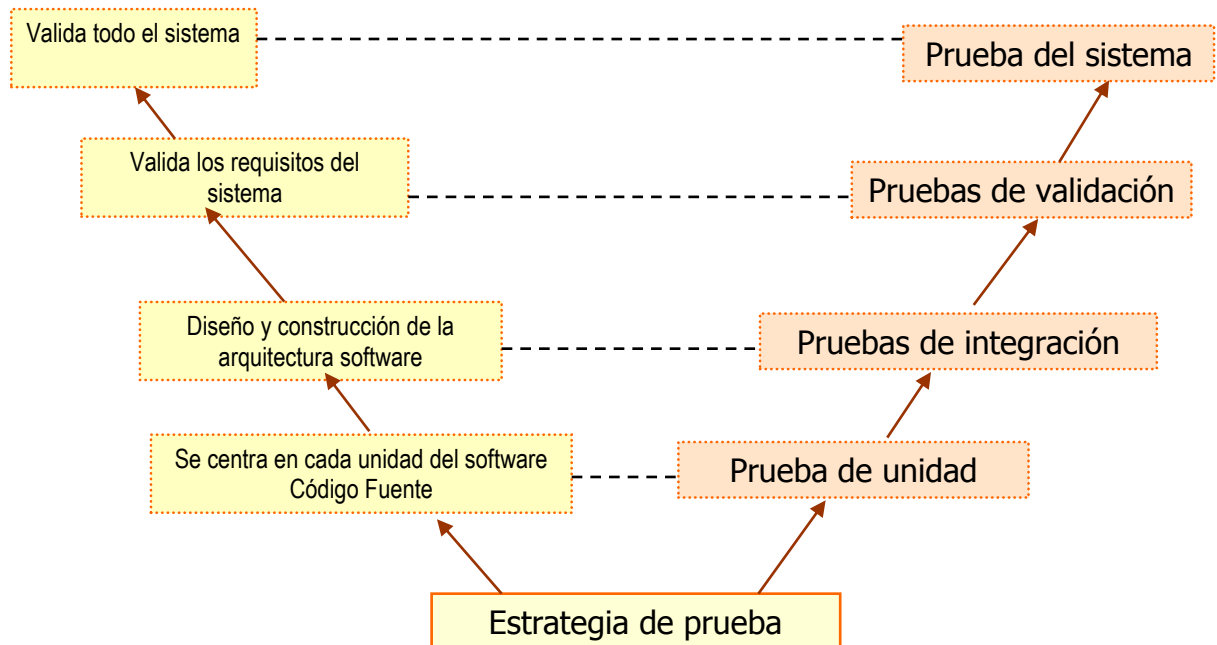 Valida todo el sistema
Prueba del sistema
Valida los requisitos del
sistema
Pruebas de validación
Diseño y construcción de la
arquitectura software
Pruebas de integración
Se centra en cada unidad del software
Código Fuente
Prueba de unidad
Estrategia de prueba